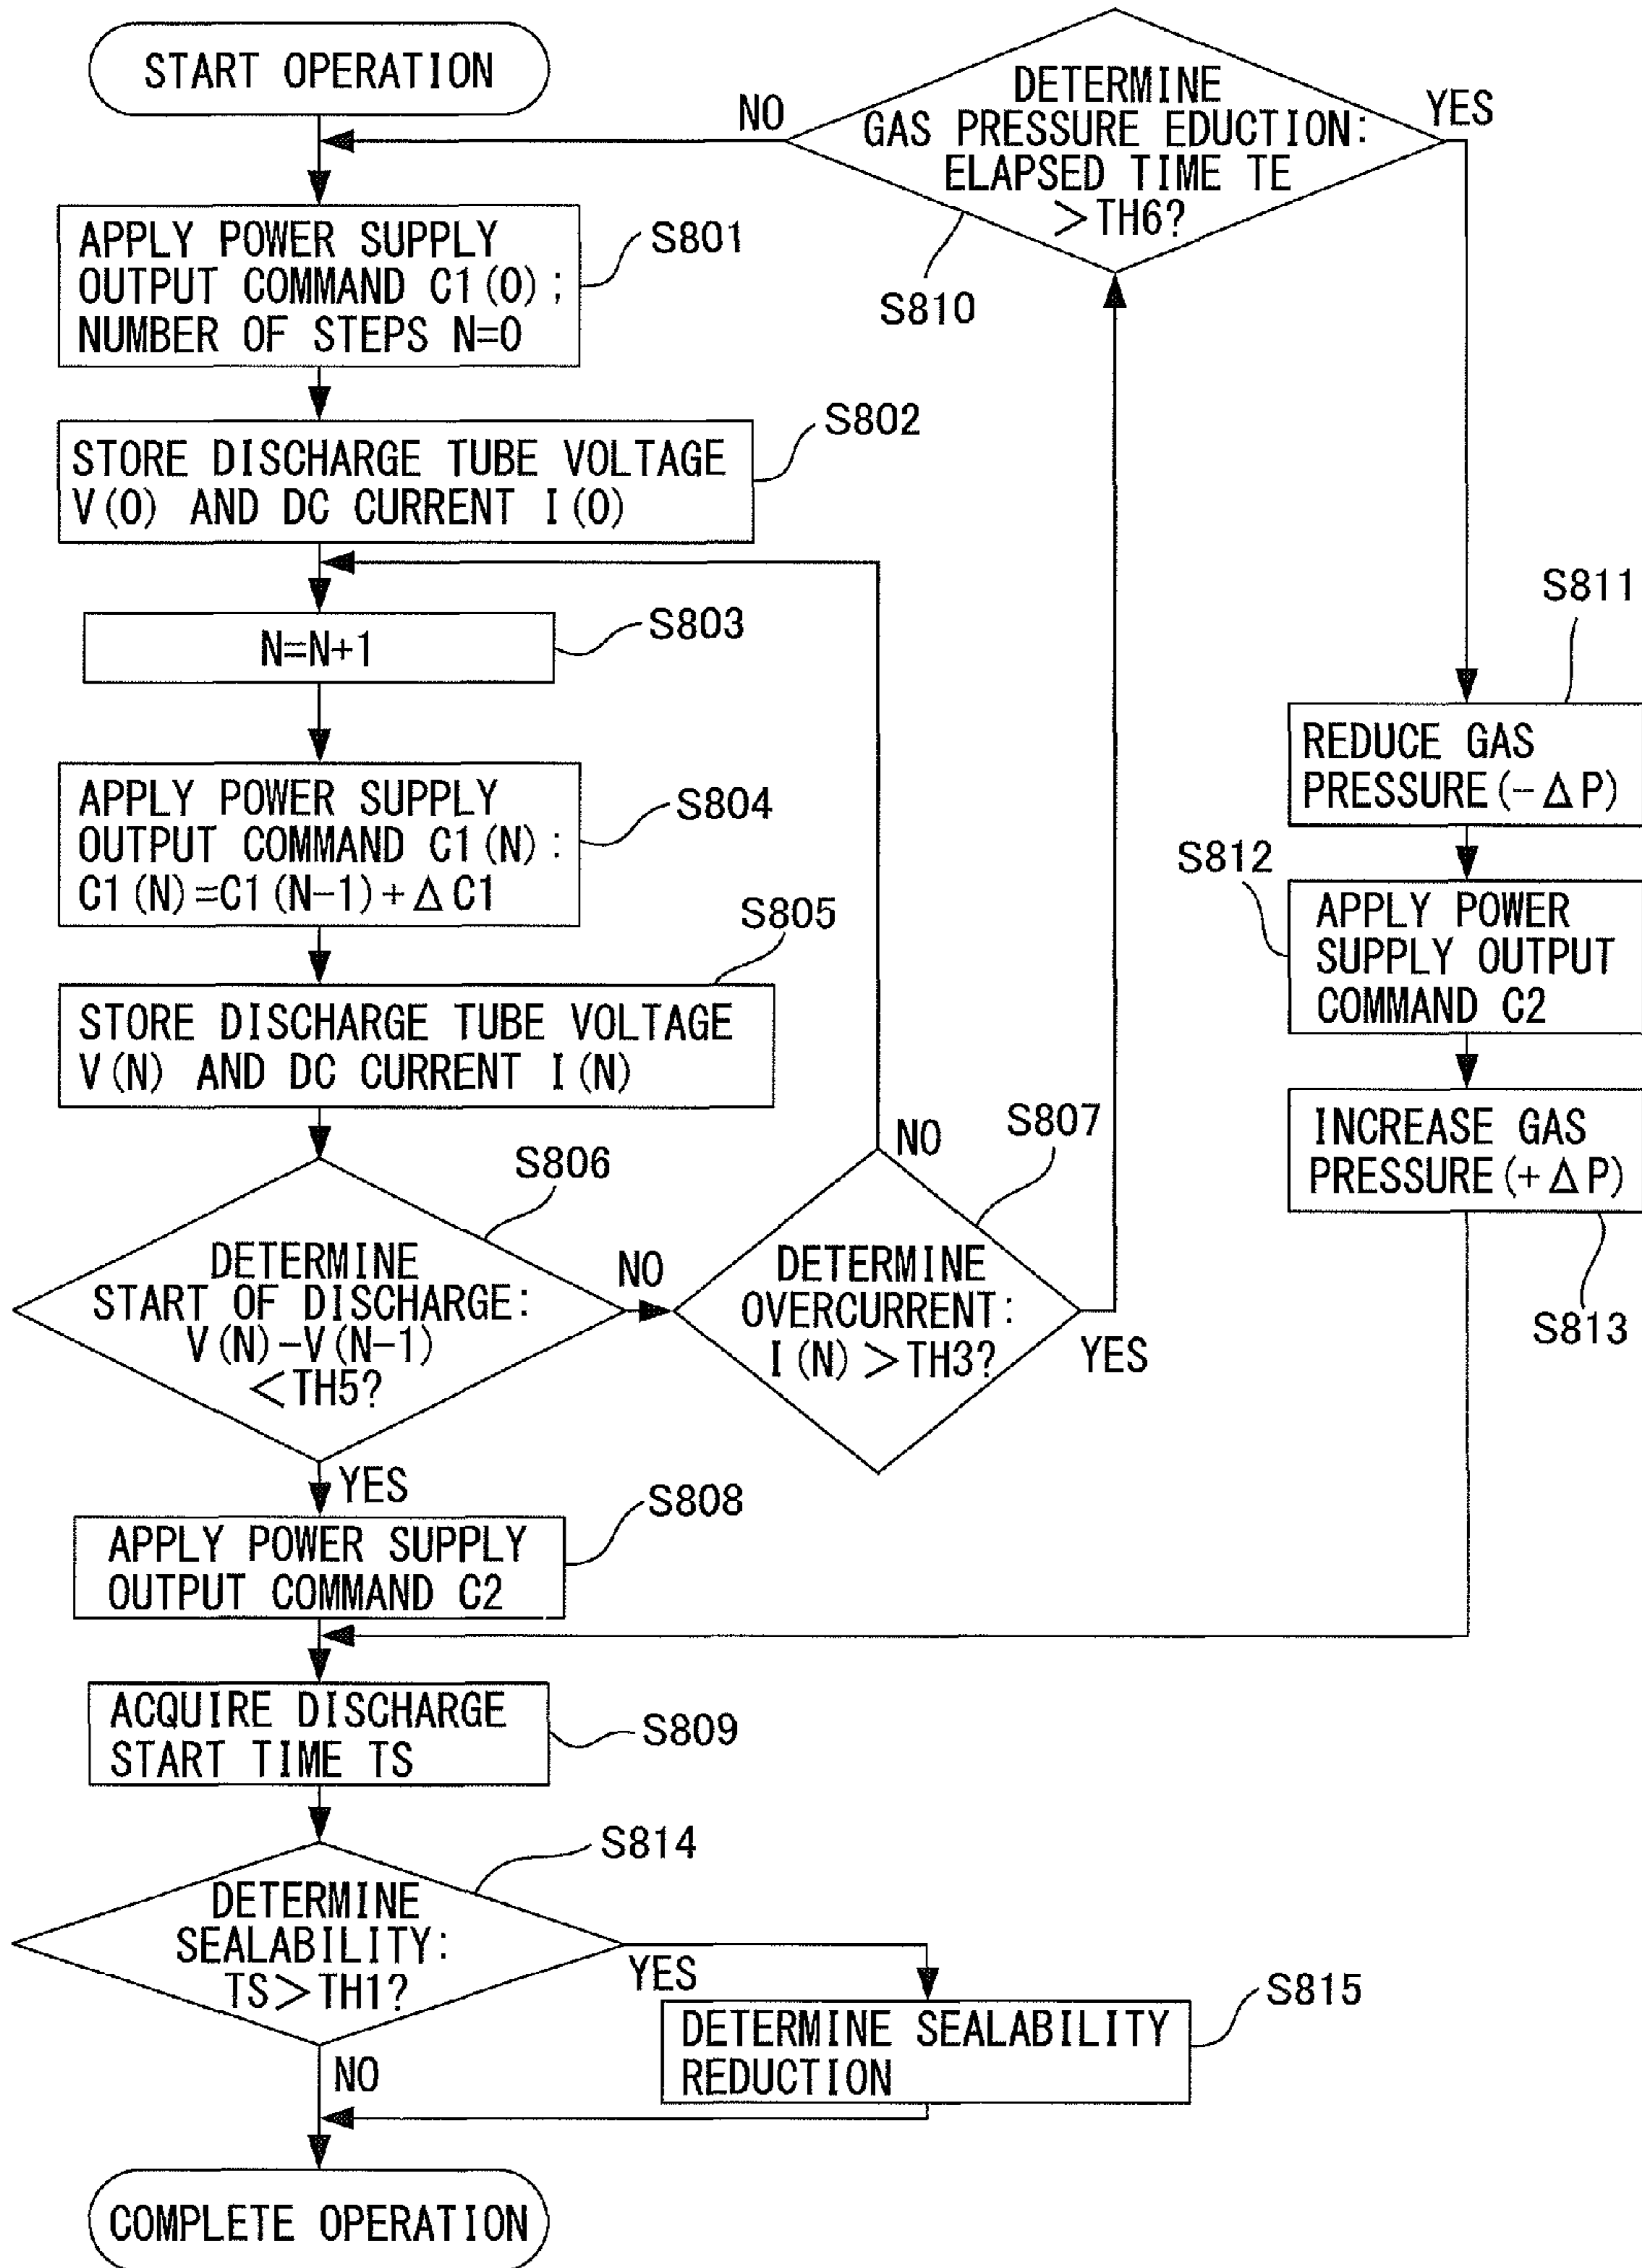 START OPERATION
DETERMINE
GAS PRESSURE EDUCTION:
ELAPSED TIME TE
>TH6?
NO
YES
S810
APPLY POWER SUPPLY
OUTPUT COMMAND C1(0);
NUMBER OF STEPS N=0
S801
STORE DISCHARGE TUBE VOLTAGE
V(0) AND DC CURRENT I(0)
S802
N=N+1
S803
APPLY POWER SUPPLY
OUTPUT COMMAND C1(N):
C1(N)=C1(N-1)+ΔC1
S804
STORE DISCHARGE TUBE VOLTAGE
V(N) AND DC CURRENT I(N)
S805
DETERMINE
START OF DISCHARGE:
V(N)-V(N-1)
<TH5?
S806
NO
YES
DETERMINE
OVERCURRENT:
I(N)>TH3?
S807
NO
YES
S811
REDUCE GAS
PRESSURE(-ΔP)
S812
APPLY POWER
SUPPLY OUTPUT
COMMAND C2
INCREASE GAS
PRESSURE(+ΔP)
S813
APPLY POWER SUPPLY
OUTPUT COMMAND C2
S808
ACQUIRE DISCHARGE
START TIME TS
S809
DETERMINE
SEALABILITY:
TS>TH1?
S814
YES
NO
DETERMINE SEALABILITY
REDUCTION
S815
COMPLETE OPERATION